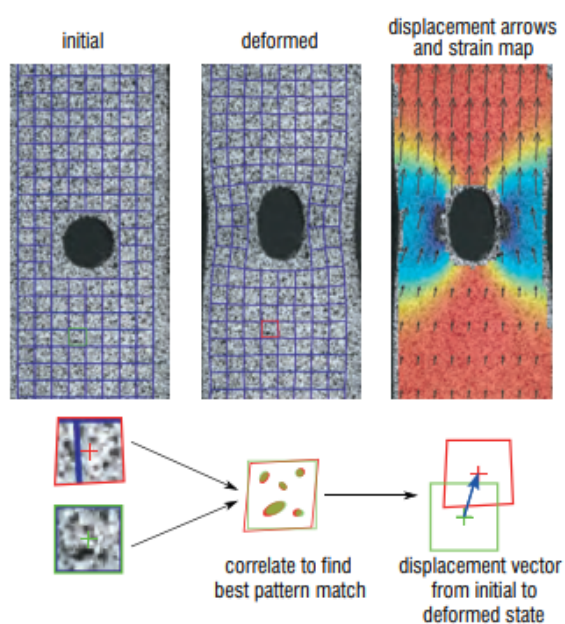 initial
deformed
displacement arrows
and strain map
correlate to find
best pattern match
displacement vector
from initial to
deformed state